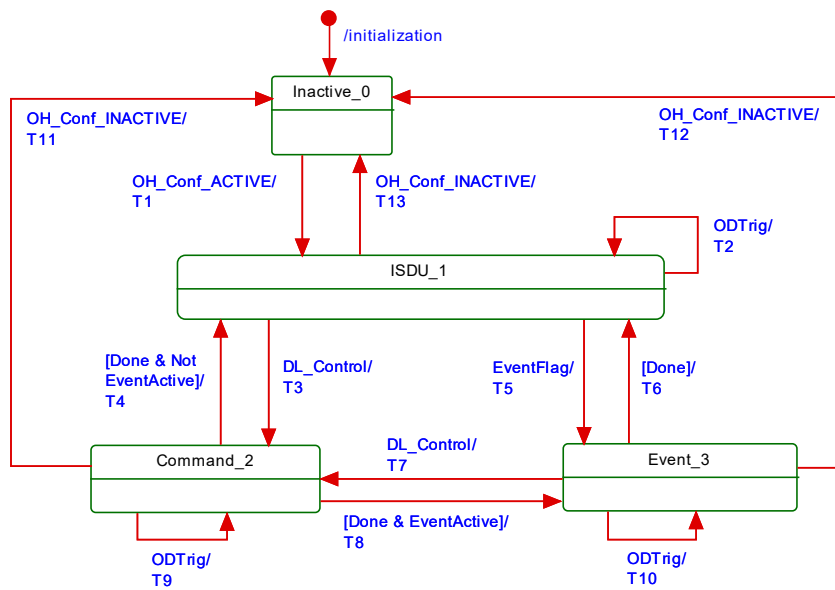 /initialization
Inactive_0
OH_Conf_INACTIVE/
T11
OH_Conf_INACTIVE/
T12
OH_Conf_ACTIVE/
T1
OH_Conf_INACTIVE/
T13
ODTrig/
T2
ISDU_1
[Done & Not
EventActive]/
T4
DL_Control/
T3
EventFlag/
T5
[Done]/
T6
Command_2
DL_Control/
T7
Event_3
[Done & EventActive]/
T8
ODTrig/
T9
ODTrig/
T10